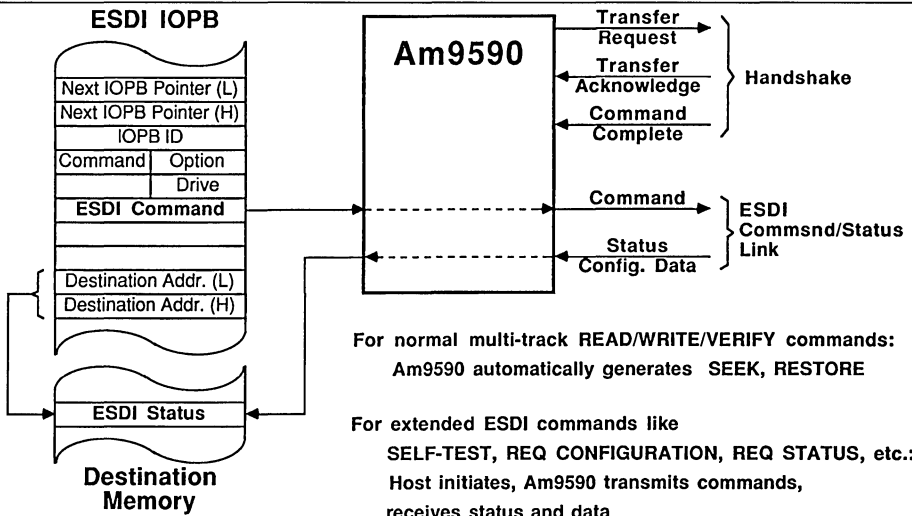 ESDI IOPB
Next IOPB Pointer (L)
Next IOPB Pointer (H)
IOPB ID
Command Option
Drive
ESDI Command
Destination Addr. (L)
Destination Addr. (H)
ESDI Status
Destination
Memory
Am9590
Transfer
Request
Transfer
Acknowledge
Command
Complete
Handshake
Command
Status
Config. Data
ESDI
Commsnd/Status
Link
For normal multi-track READ/WRITE/VERIFY commands:
Am9590 automatically generates SEEK, RESTORE
For extended ESDI commands like
SELF-TEST, REQ CONFIGURATION, REQ STATUS, etc.:
Host initiates, Am9590 transmits commands,
receives status and data